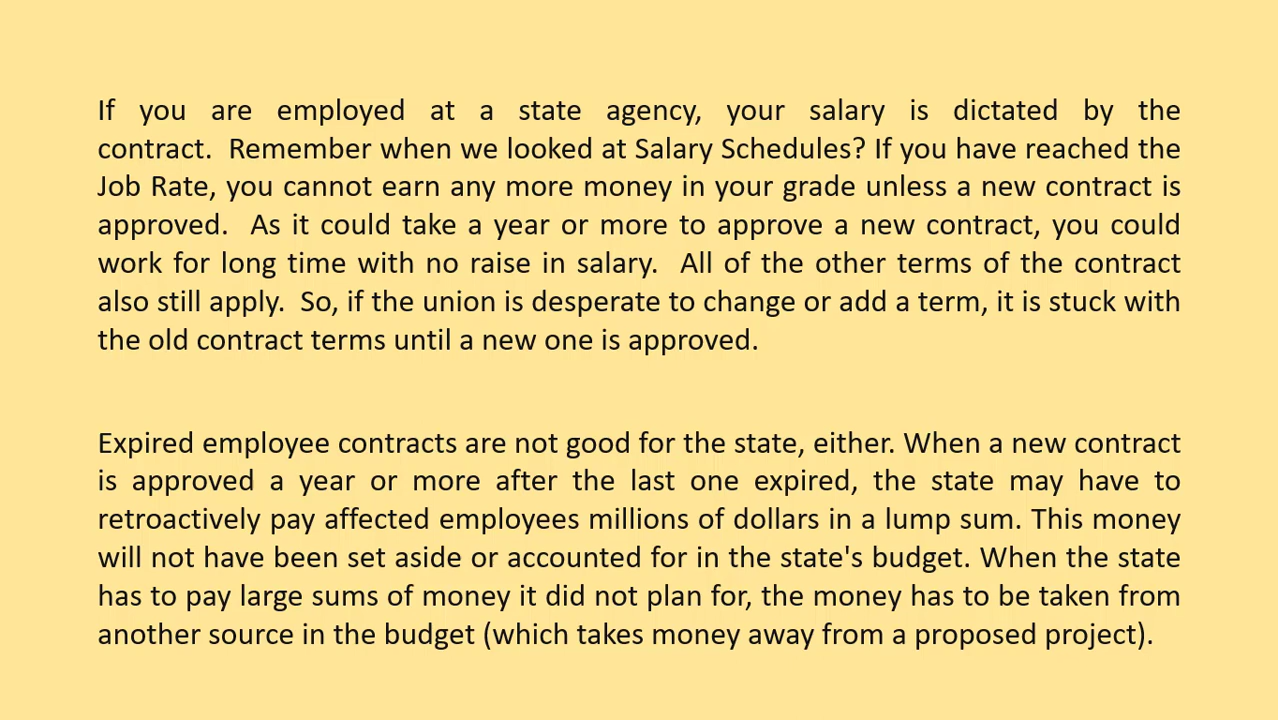 If you are employed at a state agency, your salary is dictated by the
contract.  Remember when we looked at Salary Schedules? If you have reached the
Job Rate, you cannot earn any more money in your grade unless a new contract is
approved.  As it could take a year or more to approve a new contract, you could
work for long time with no raise in salary.  All of the other terms of the contract
also still apply.  So, if the union is desperate to change or add a term, it is stuck with
the old contract terms until a new one is approved.
Expired employee contracts are not good for the state, either. When a new contract
is approved a year or more after the last one expired, the state may have to
retroactively pay affected employees millions of dollars in a lump sum. This money
will not have been set aside or accounted for in the state's budget. When the state
has to pay large sums of money it did not plan for, the money has to be taken from
another source in the budget (which takes money away from a proposed project).